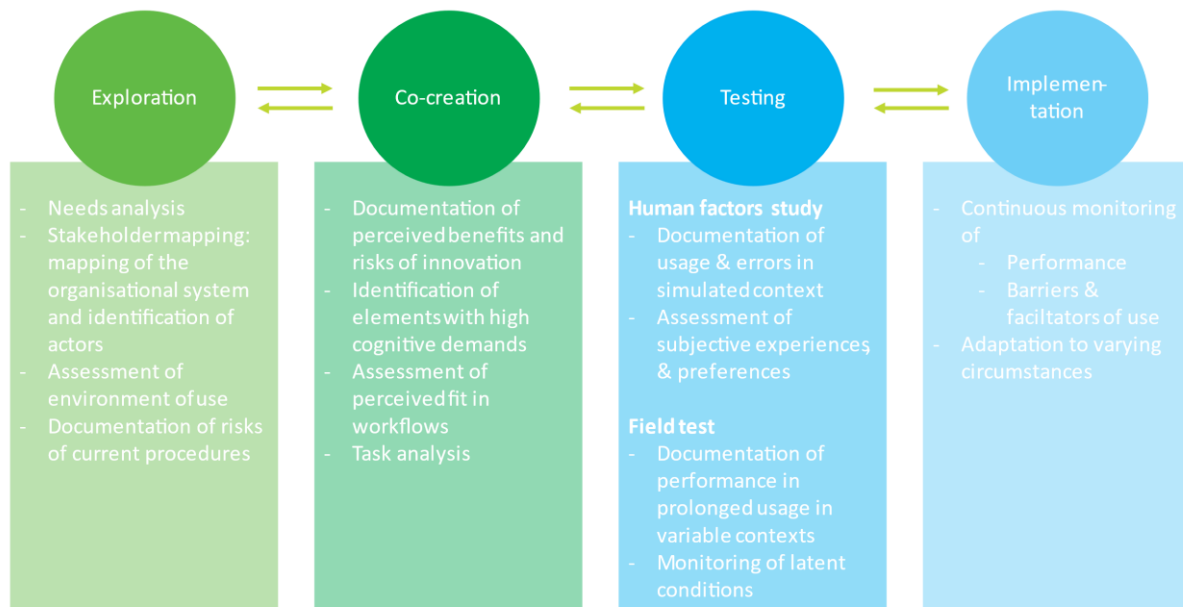 Exploration
- Needs analysis
- Stakeholdermapping:
mapping of the
organisational system
and identification of
actors
- Assessment of
environment of use
- Documentation of risks
of current procedures
Co-creation
- Documentation of
perceived benefits and
risks of innovation
- Identification of
elements with high
cognitive demands
- Assessment of
perceived fit in
workflows
- Task analysis
Testing
Human factors study
- Documentation of
usage & errors in
simulated context
- Assessment of
subjective experiences,
& preferences
Field test
- Documentation of
performance in
prolonged usage in
variable contexts
- Monitoring of latent
conditions
Implemen-
tation
- Continuous monitoring
of
- Performance
- Barriers &
faciltators of use
- Adaptation to varying
circumstances